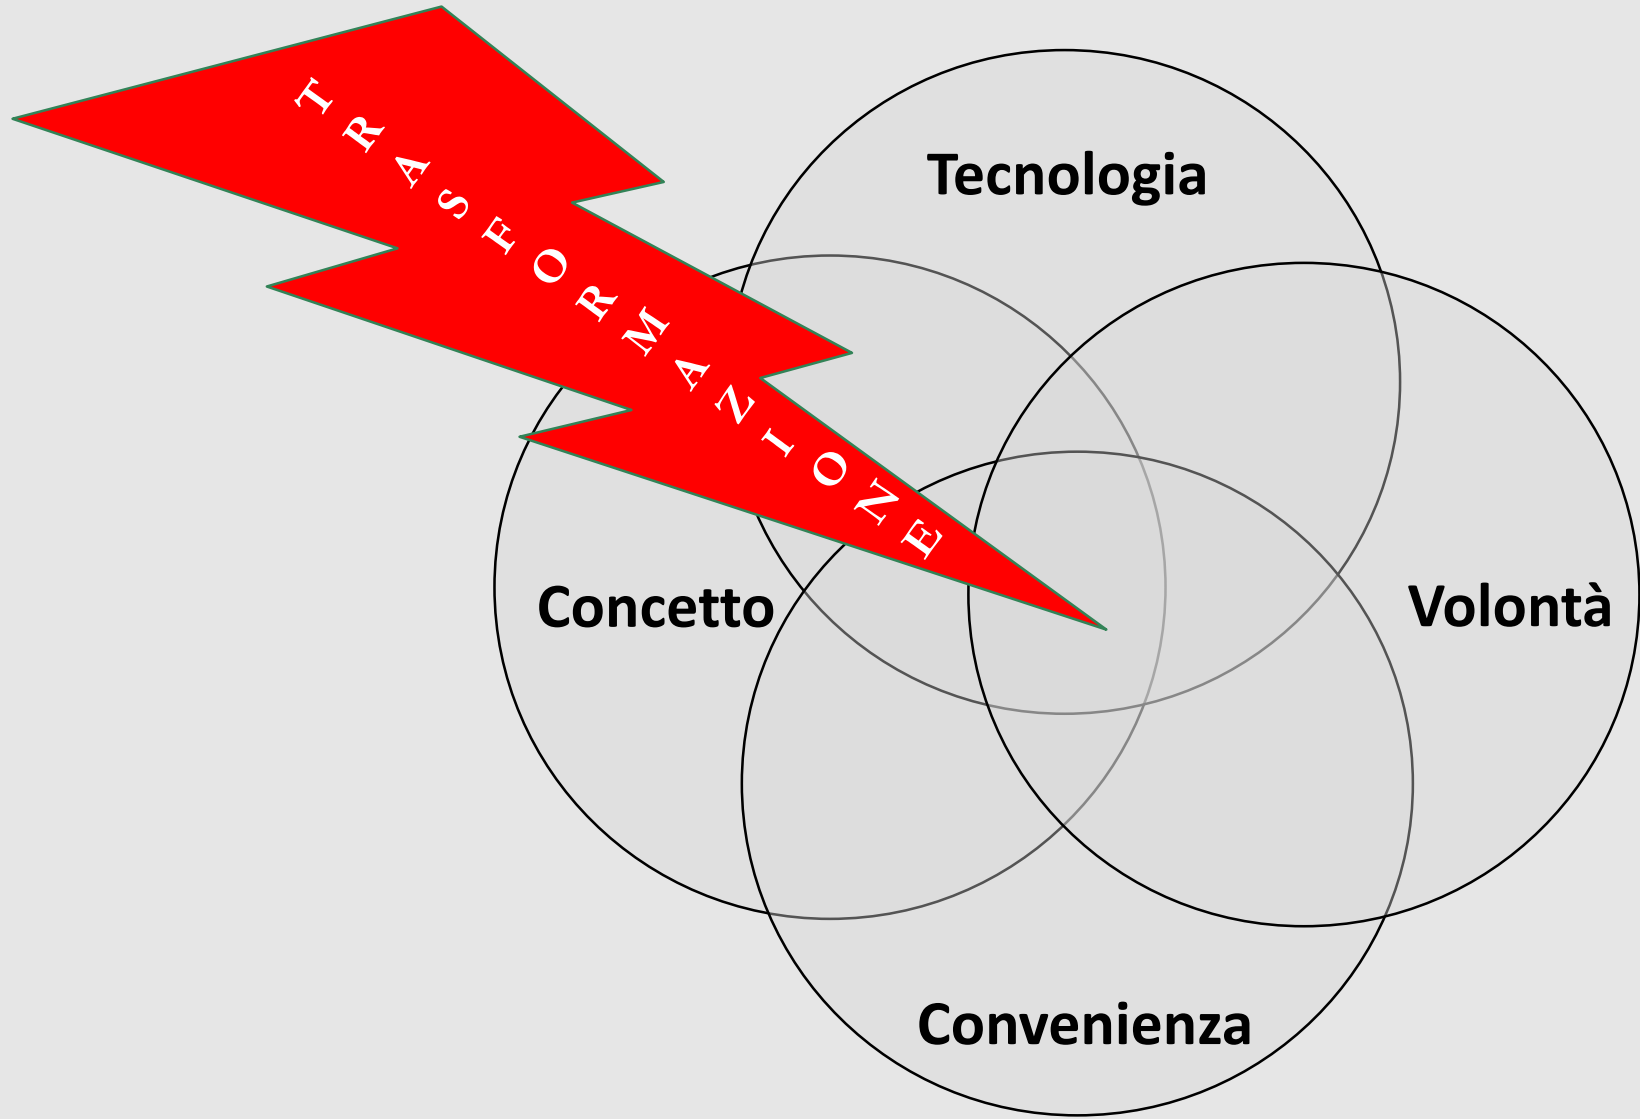 TRASFORMAZIONE
Tecnologia
Concetto
Volontà
Convenienza